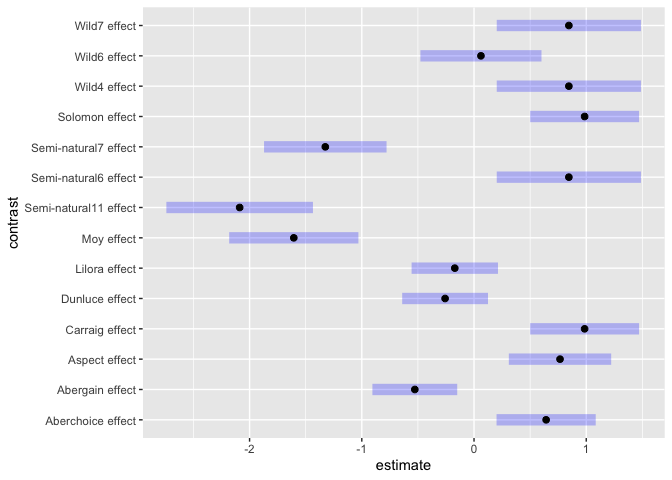 Wild7 effect
Wild6 effect
Wild4 effect
Solomon effect
Semi-natural7 effect
Semi-natural6 effect
Semi-natural11 effect
Moy effect
Lilora effect
Dunluce effect
Carraig effect
Aspect effect
Abergain effect
Aberchoice effect
contrast
-2 -1 0 1
estimate